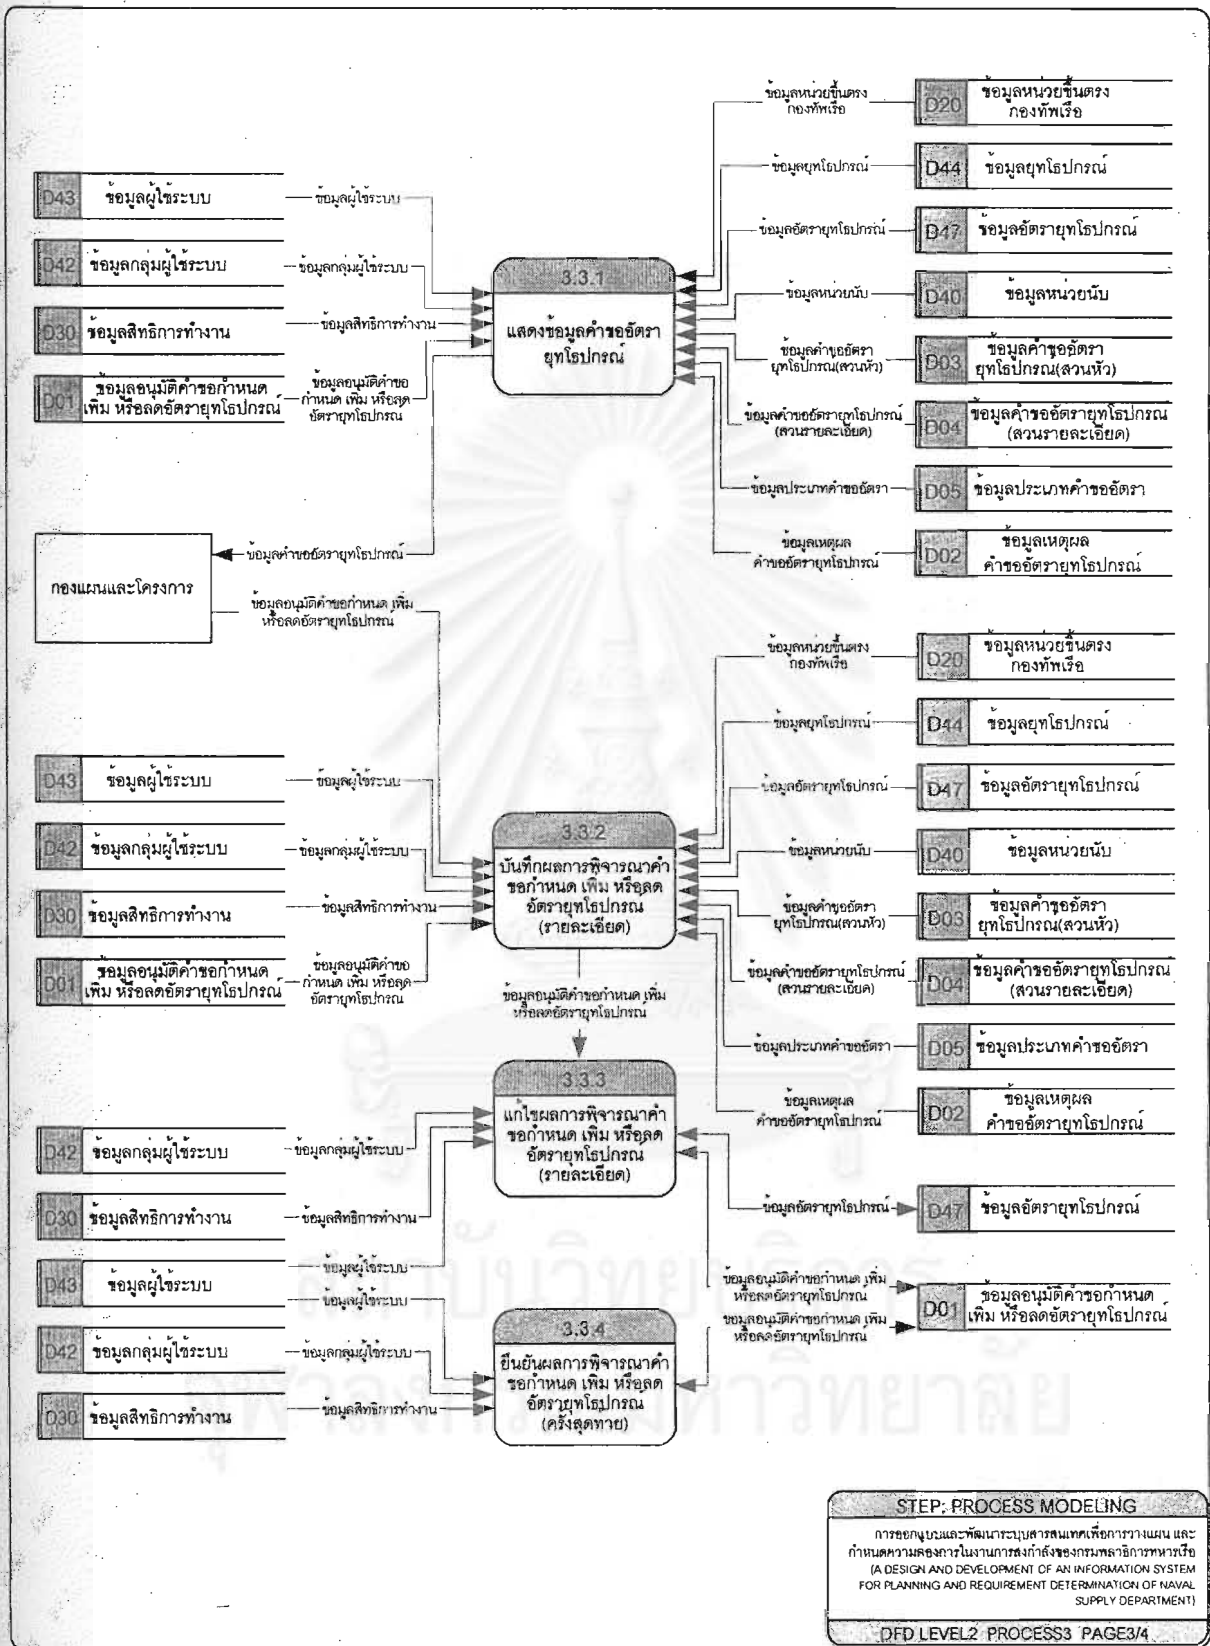 ข้อมูลหน่วยขึ้นตรง
กองทัพเรือ
D20
ข้อมูลหน่วยขึ้นตรง
กองทัพเรือ
ข้อมูลยุทโธปกรณ์
D44
ข้อมูลยุทโธปกรณ์
D43
ข้อมูลผู้ใช้ระบบ
ข้อมูลผู้ใช้ระบบ
ข้อมูลอัตรายุทโธปกรณ์
D47
ข้อมูลอัตรายุทโธปกรณ์
D42
ข้อมูลกลุ่มผู้ใช้ระบบ
ข้อมูลกลุ่มผู้ใช้ระบบ
ข้อมูลหน่วยนับ
D40
ข้อมูลหน่วยนับ
D30
ข้อมูลสิทธิการทำงาน
ข้อมูลสิทธิการทำงาน
3.3.1
แสดงข้อมูลคำขออัตรา
ยุทโธปกรณ์
ข้อมูลคำขออัตรา
ยุทโธปกรณ์(ส่วนหัว)
D03
ข้อมูลคำขออัตรา
ยุทโธปกรณ์(ส่วนหัว)
D01
ข้อมูลอนุมัติคำขอกำหนด
เพิ่ม หรือลดอัตรายุทโธปกรณ์
ข้อมูลอนุมัติคำขอ
กำหนด เพิ่ม หรือลด
อัตรายุทโธปกรณ์
ข้อมูลคำขออัตรายุทโธปกรณ์
(ส่วนรายละเอียด)
D04
ข้อมูลคำขออัตรายุทโธปกรณ์
(ส่วนรายละเอียด)
ข้อมูลประเภทคำขออัตรา
D05
ข้อมูลประเภทคำขออัตรา
ข้อมูลเหตุผล
คำขออัตรายุทโธปกรณ์
D02
ข้อมูลเหตุผล
คำขออัตรายุทโธปกรณ์
กองแผนและโครงการ
ข้อมูลคำขออัตรายุทโธปกรณ์
ข้อมูลอนุมัติคำขอกำหนด เพิ่ม
หรือลดอัตรายุทโธปกรณ์
ข้อมูลหน่วยขึ้นตรง
กองทัพเรือ
D20
ข้อมูลหน่วยขึ้นตรง
กองทัพเรือ
ข้อมูลยุทโธปกรณ์
D44
ข้อมูลยุทโธปกรณ์
D43
ข้อมูลผู้ใช้ระบบ
ข้อมูลผู้ใช้ระบบ
ข้อมูลอัตรายุทโธปกรณ์
D47
ข้อมูลอัตรายุทโธปกรณ์
D42
ข้อมูลกลุ่มผู้ใช้ระบบ
ข้อมูลกลุ่มผู้ใช้ระบบ
ข้อมูลหน่วยนับ
D40
ข้อมูลหน่วยนับ
3.3.2
บันทึกผลการพิจารณาคำ
ขอกำหนด เพิ่ม หรือลด
อัตรายุทโธปกรณ์
(รายละเอียด)
D30
ข้อมูลสิทธิการทำงาน
ข้อมูลสิทธิการทำงาน
ข้อมูลคำขออัตรา
ยุทโธปกรณ์(ส่วนหัว)
D03
ข้อมูลคำขออัตรา
ยุทโธปกรณ์(ส่วนหัว)
D01
ข้อมูลอนุมัติคำขอกำหนด
เพิ่ม หรือลดอัตรายุทโธปกรณ์
ข้อมูลอนุมัติคำขอ
กำหนด เพิ่ม หรือลด
อัตรายุทโธปกรณ์
ข้อมูลคำขออัตรายุทโธปกรณ์
(ส่วนรายละเอียด)
D04
ข้อมูลคำขออัตรายุทโธปกรณ์
(ส่วนรายละเอียด)
ข้อมูลอนุมัติคำขอกำหนด เพิ่ม
หรือลดอัตรายุทโธปกรณ์
ข้อมูลประเภทคำขออัตรา
D05
ข้อมูลประเภทคำขออัตรา
ข้อมูลเหตุผล
คำขออัตรายุทโธปกรณ์
D02
ข้อมูลเหตุผล
คำขออัตรายุทโธปกรณ์
3.3.3
แก้ไขผลการพิจารณาคำ
ขอกำหนด เพิ่ม หรือลด
อัตรายุทโธปกรณ์
(รายละเอียด)
D42
ข้อมูลกลุ่มผู้ใช้ระบบ
ข้อมูลกลุ่มผู้ใช้ระบบ
D30
ข้อมูลสิทธิการทำงาน
ข้อมูลสิทธิการทำงาน
ข้อมูลอัตรายุทโธปกรณ์
D47
ข้อมูลอัตรายุทโธปกรณ์
D43
ข้อมูลผู้ใช้ระบบ
ข้อมูลผู้ใช้ระบบ
ข้อมูลผู้ใช้ระบบ
ข้อมูลอนุมัติคำขอกำหนด เพิ่ม
หรือลดอัตรายุทโธปกรณ์
ข้อมูลอนุมัติคำขอกำหนด เพิ่ม
หรือลดอัตรายุทโธปกรณ์
D01
ข้อมูลอนุมัติคำขอกำหนด
เพิ่ม หรือลดอัตรายุทโธปกรณ์
D42
ข้อมูลกลุ่มผู้ใช้ระบบ
ข้อมูลกลุ่มผู้ใช้ระบบ
3.3.4
ยืนยันผลการพิจารณาคำ
ขอกำหนด เพิ่ม หรือลด
อัตรายุทโธปกรณ์
(ครั้งสุดท้าย)
D30
ข้อมูลสิทธิการทำงาน
ข้อมูลสิทธิการทำงาน
สถาบันวิทยบริการ
จุฬาลงกรณ์มหาวิทยาลัย
STEP: PROCESS MODELING
การออกแบบและพัฒนาระบบสารสนเทศเพื่อการวางแผน และ
กำหนดความต้องการในงานการส่งกำลังของกรมพลาธิการทหารเรือ
(A DESIGN AND DEVELOPMENT OF AN INFORMATION SYSTEM
FOR PLANNING AND REQUIREMENT DETERMINATION OF NAVAL
SUPPLY DEPARTMENT)
DFD LEVEL2 PROCESS3 PAGE3/4